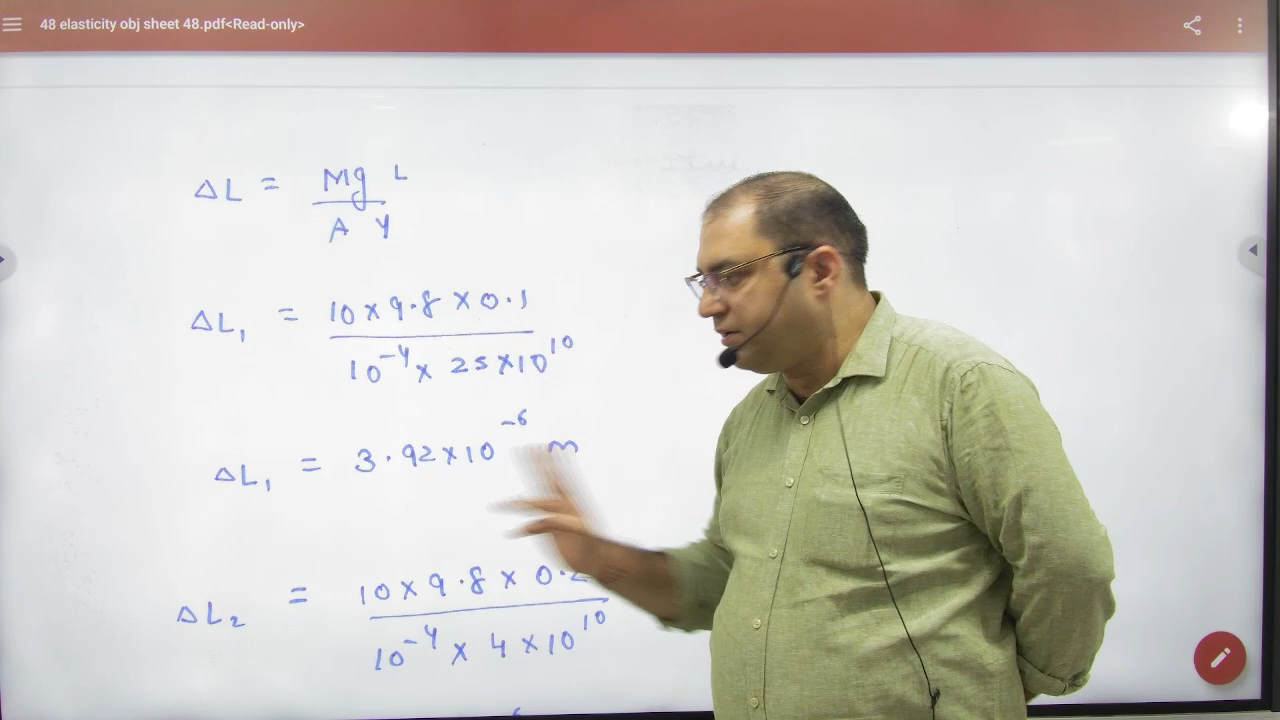 48 elasticity obj sheet 48.pdf<Read-only>
ΔL = Mg L / A Y
ΔL₁ = 10 × 9.8 × 0.1 / 10⁻⁴ × 25 × 10¹⁰
ΔL₁ = 3.92 × 10⁻⁶ m
ΔL₂ = 10 × 9.8 × 0.2 / 10⁻⁴ × 4 × 10¹⁰